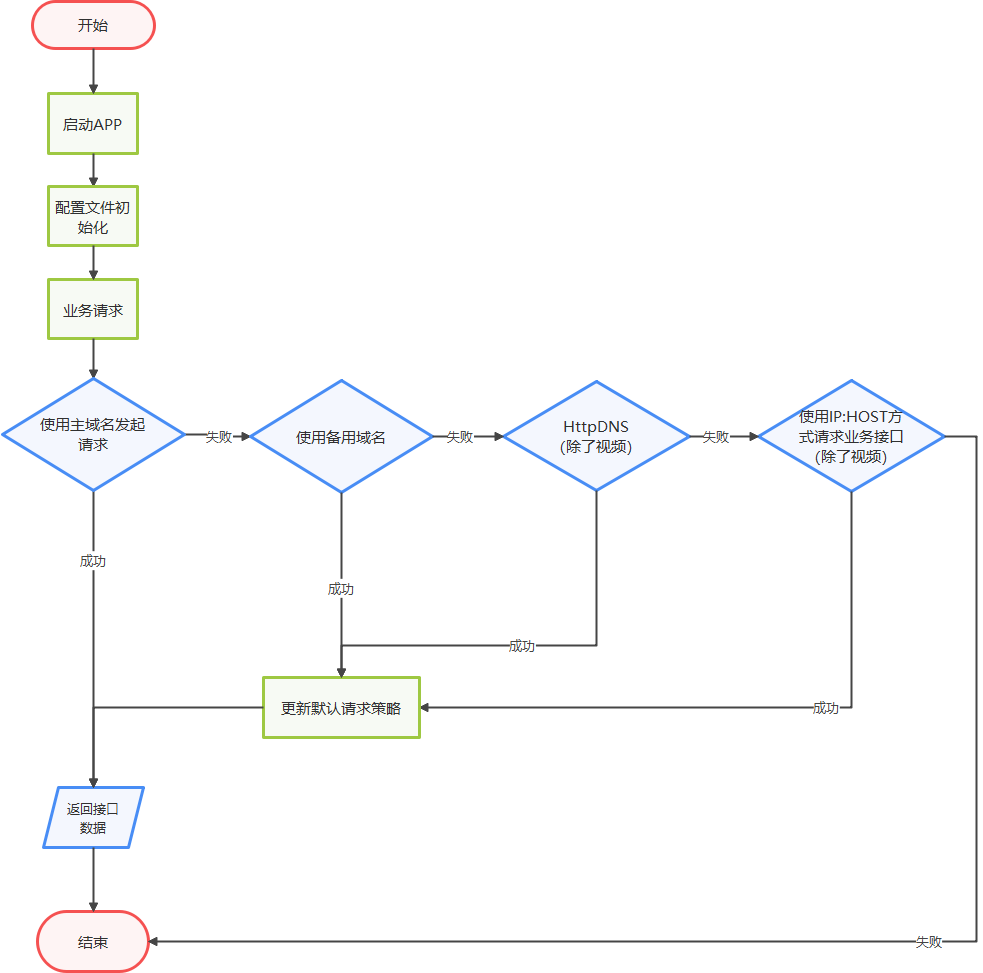 开始
启动APP
配置文件初
始化
业务请求
使用主域名发起
请求
失败
使用备用域名
失败
HttpDNS
(除了视频)
失败
使用IP:HOST方
式请求业务接口
(除了视频)
成功
成功
成功
更新默认请求策略
成功
返回接口
数据
结束
失败